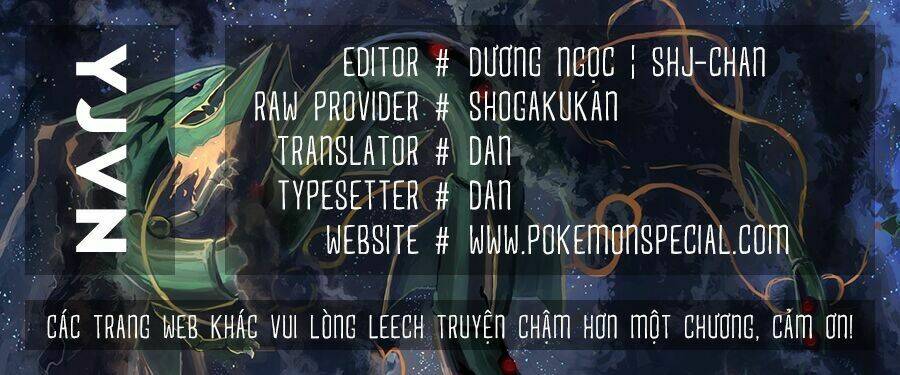 YJVN
EDITOR # DƯƠNG NGỌC ¦ SHJ-CHAN
RAW PROVIDER # SHOGAKUKAN
TRANSLATOR # DAN
TYPESETTER # DAN
WEBSITE # WWW.POKEMONSPECIAL.COM
CÁC TRANG WEB KHÁC VUI LÒNG LEECH TRUYỆN CHẬM HƠN MỘT CHƯƠNG, CẢM ƠN!